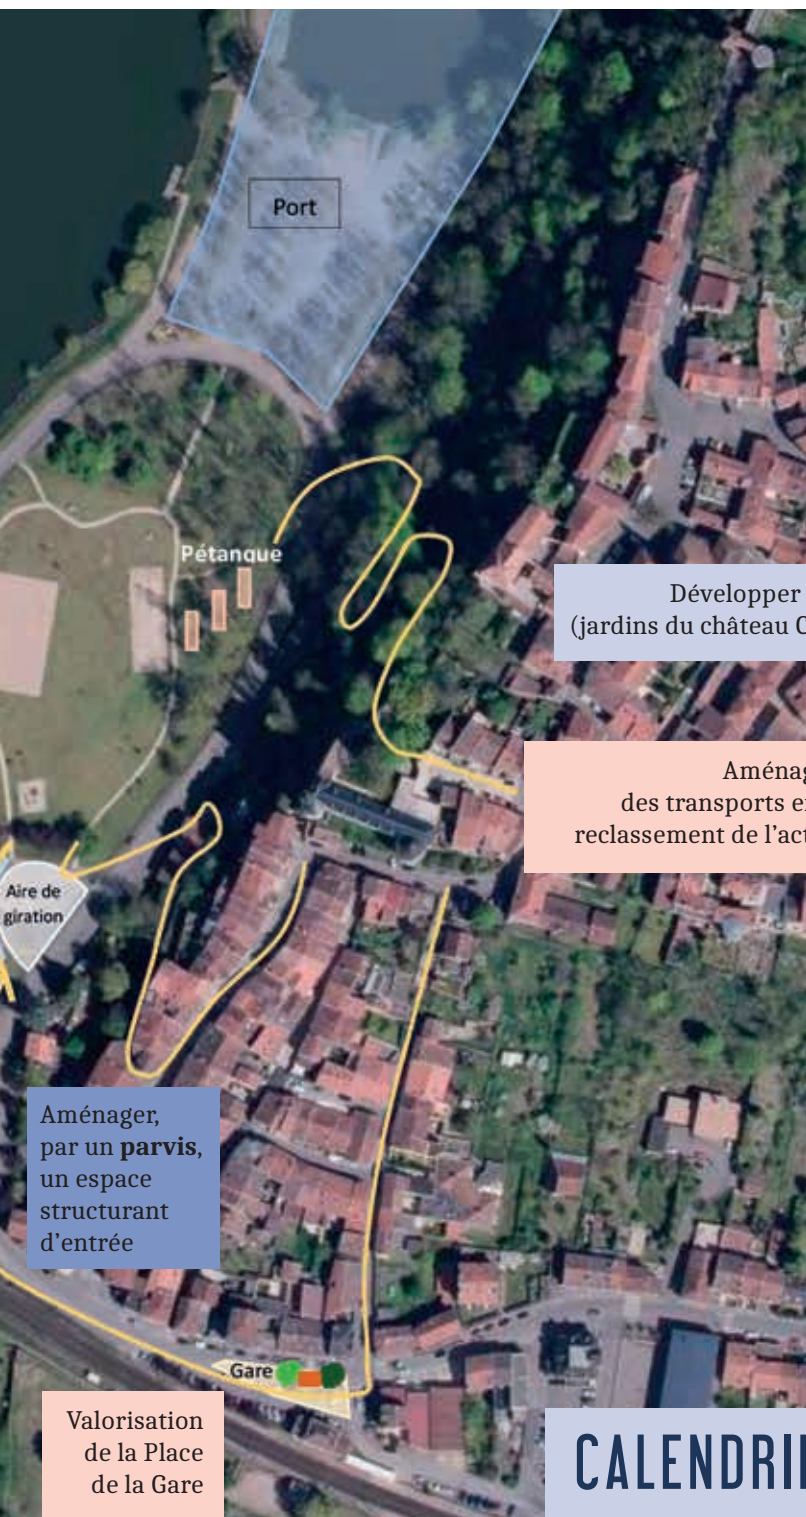 Port
Pétanque
Développer
(jardins du château
Aménag
des transports e
reclassement de l'act
Aire de
giration
Aménager,
par un parvis,
un espace
structurant
d'entrée
Gare
Valorisation
de la Place
de la Gare
CALENDRI